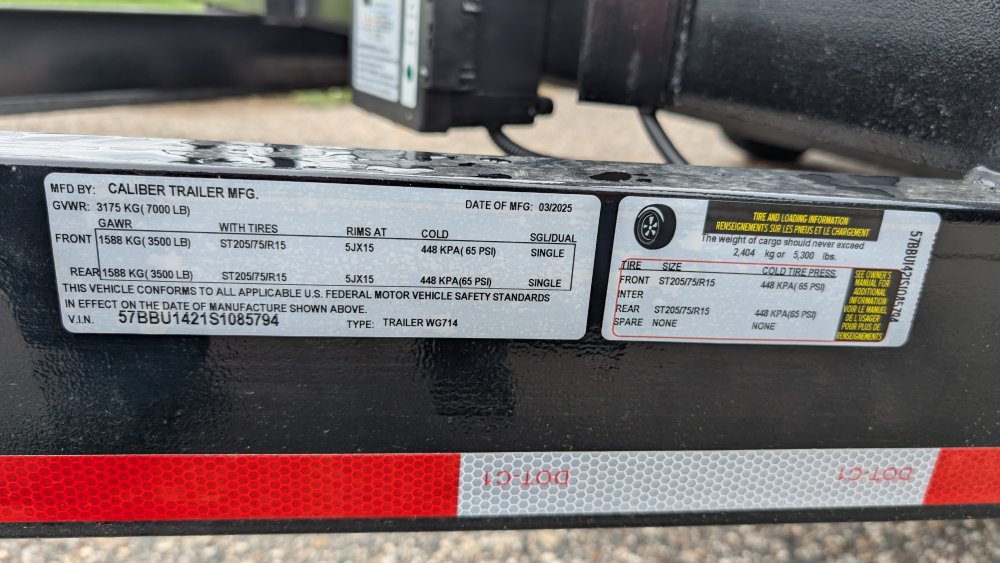 MFD BY: CALIBER TRAILER MFG. DATE OF MFG: 03/2025
GVWR: 3175 KG( 7000 LB)
GAWR WITH TIRES RIMS AT COLD SGL/DUAL
FRONT 1588 KG( 3500 LB) ST205/75/R15 5JX15 448 KPA( 65 PSI) SINGLE
REAR 1588 KG( 3500 LB) ST205/75/R15 5JX15 448 KPA( 65 PSI) SINGLE
THIS VEHICLE CONFORMS TO ALL APPLICABLE U.S. FEDERAL MOTOR VEHICLE SAFETY STANDARDS
IN EFFECT ON THE DATE OF MANUFACTURE SHOWN ABOVE.
V.I.N. 57BBU1421S1085794 TYPE: TRAILER WG714
TIRE AND LOADING INFORMATION
RENSEIGNEMENTS SUR LES PNEUS ET LE CHARGEMENT
The weight of cargo should never exceed
2,404 kg or 5,300 lbs.
TIRE SIZE COLD TIRE PRESS.
FRONT ST205/75/R15 448 KPA( 65 PSI)
INTER
REAR ST205/75/R15 448 KPA(65 PSI)
SPARE NONE NONE
SEE OWNER'S
MANUAL FOR
ADDITIONAL
INFORMATION
VOIR LE MANUEL
DE L'USAGER
POUR PLUS DE
RENSEIGNEMENTS
57BBU1421S1085794
DOT-C1 DOT-C1